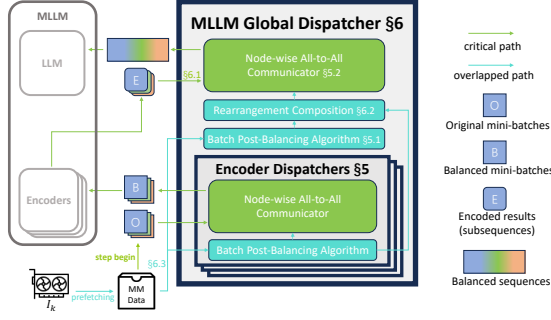 MLLM
LLM
Encoders
MLLM Global Dispatcher §6
Node-wise All-to-All
Communicator §5.2
E
§6.1
Rearrangement Composition §6.2
Batch Post-Balancing Algorithm §5.1
Encoder Dispatchers §5
Node-wise All-to-All
Communicator
B
O
Batch Post-Balancing Algorithm
step begin
§6.3
I_k
prefetching
MM
Data
critical path
overlapped path
O
Original mini-batches
B
Balanced mini-batches
E
Encoded results
(subsequences)
Balanced sequences